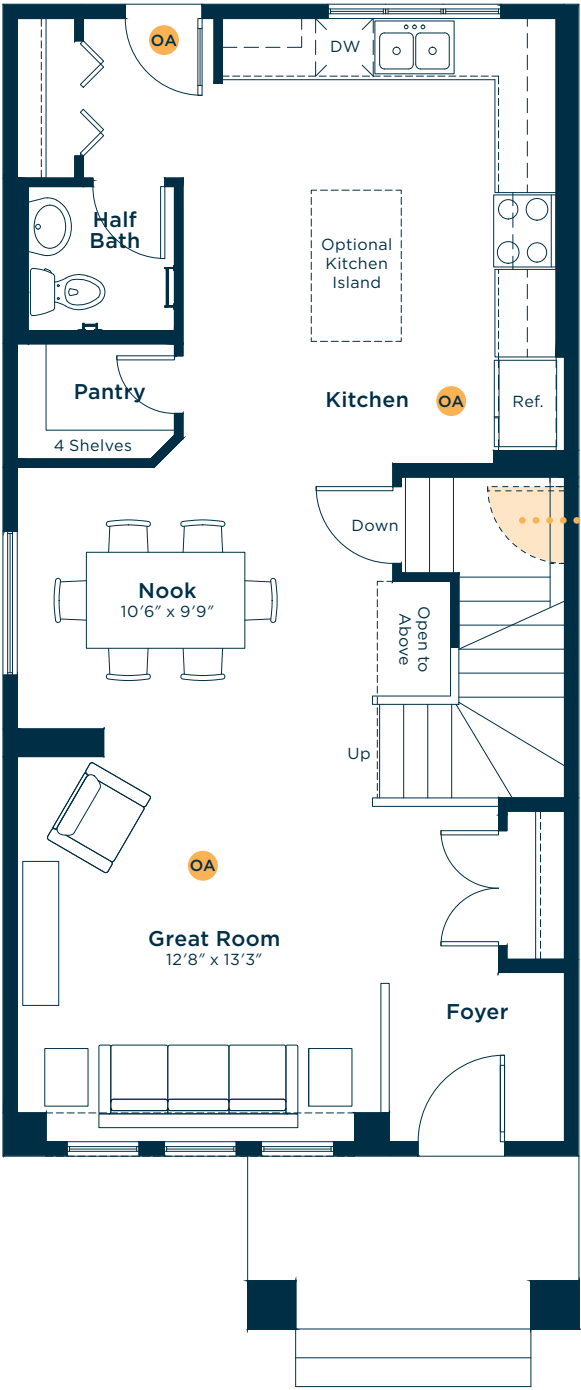 OA
DW
Half
Bath
Optional
Kitchen
Island
Pantry
4 Shelves
Kitchen
OA
Ref.
Down
Nook
10'6" x 9'9"
Open to
Above
Up
OA
Great Room
12'8" x 13'3"
Foyer